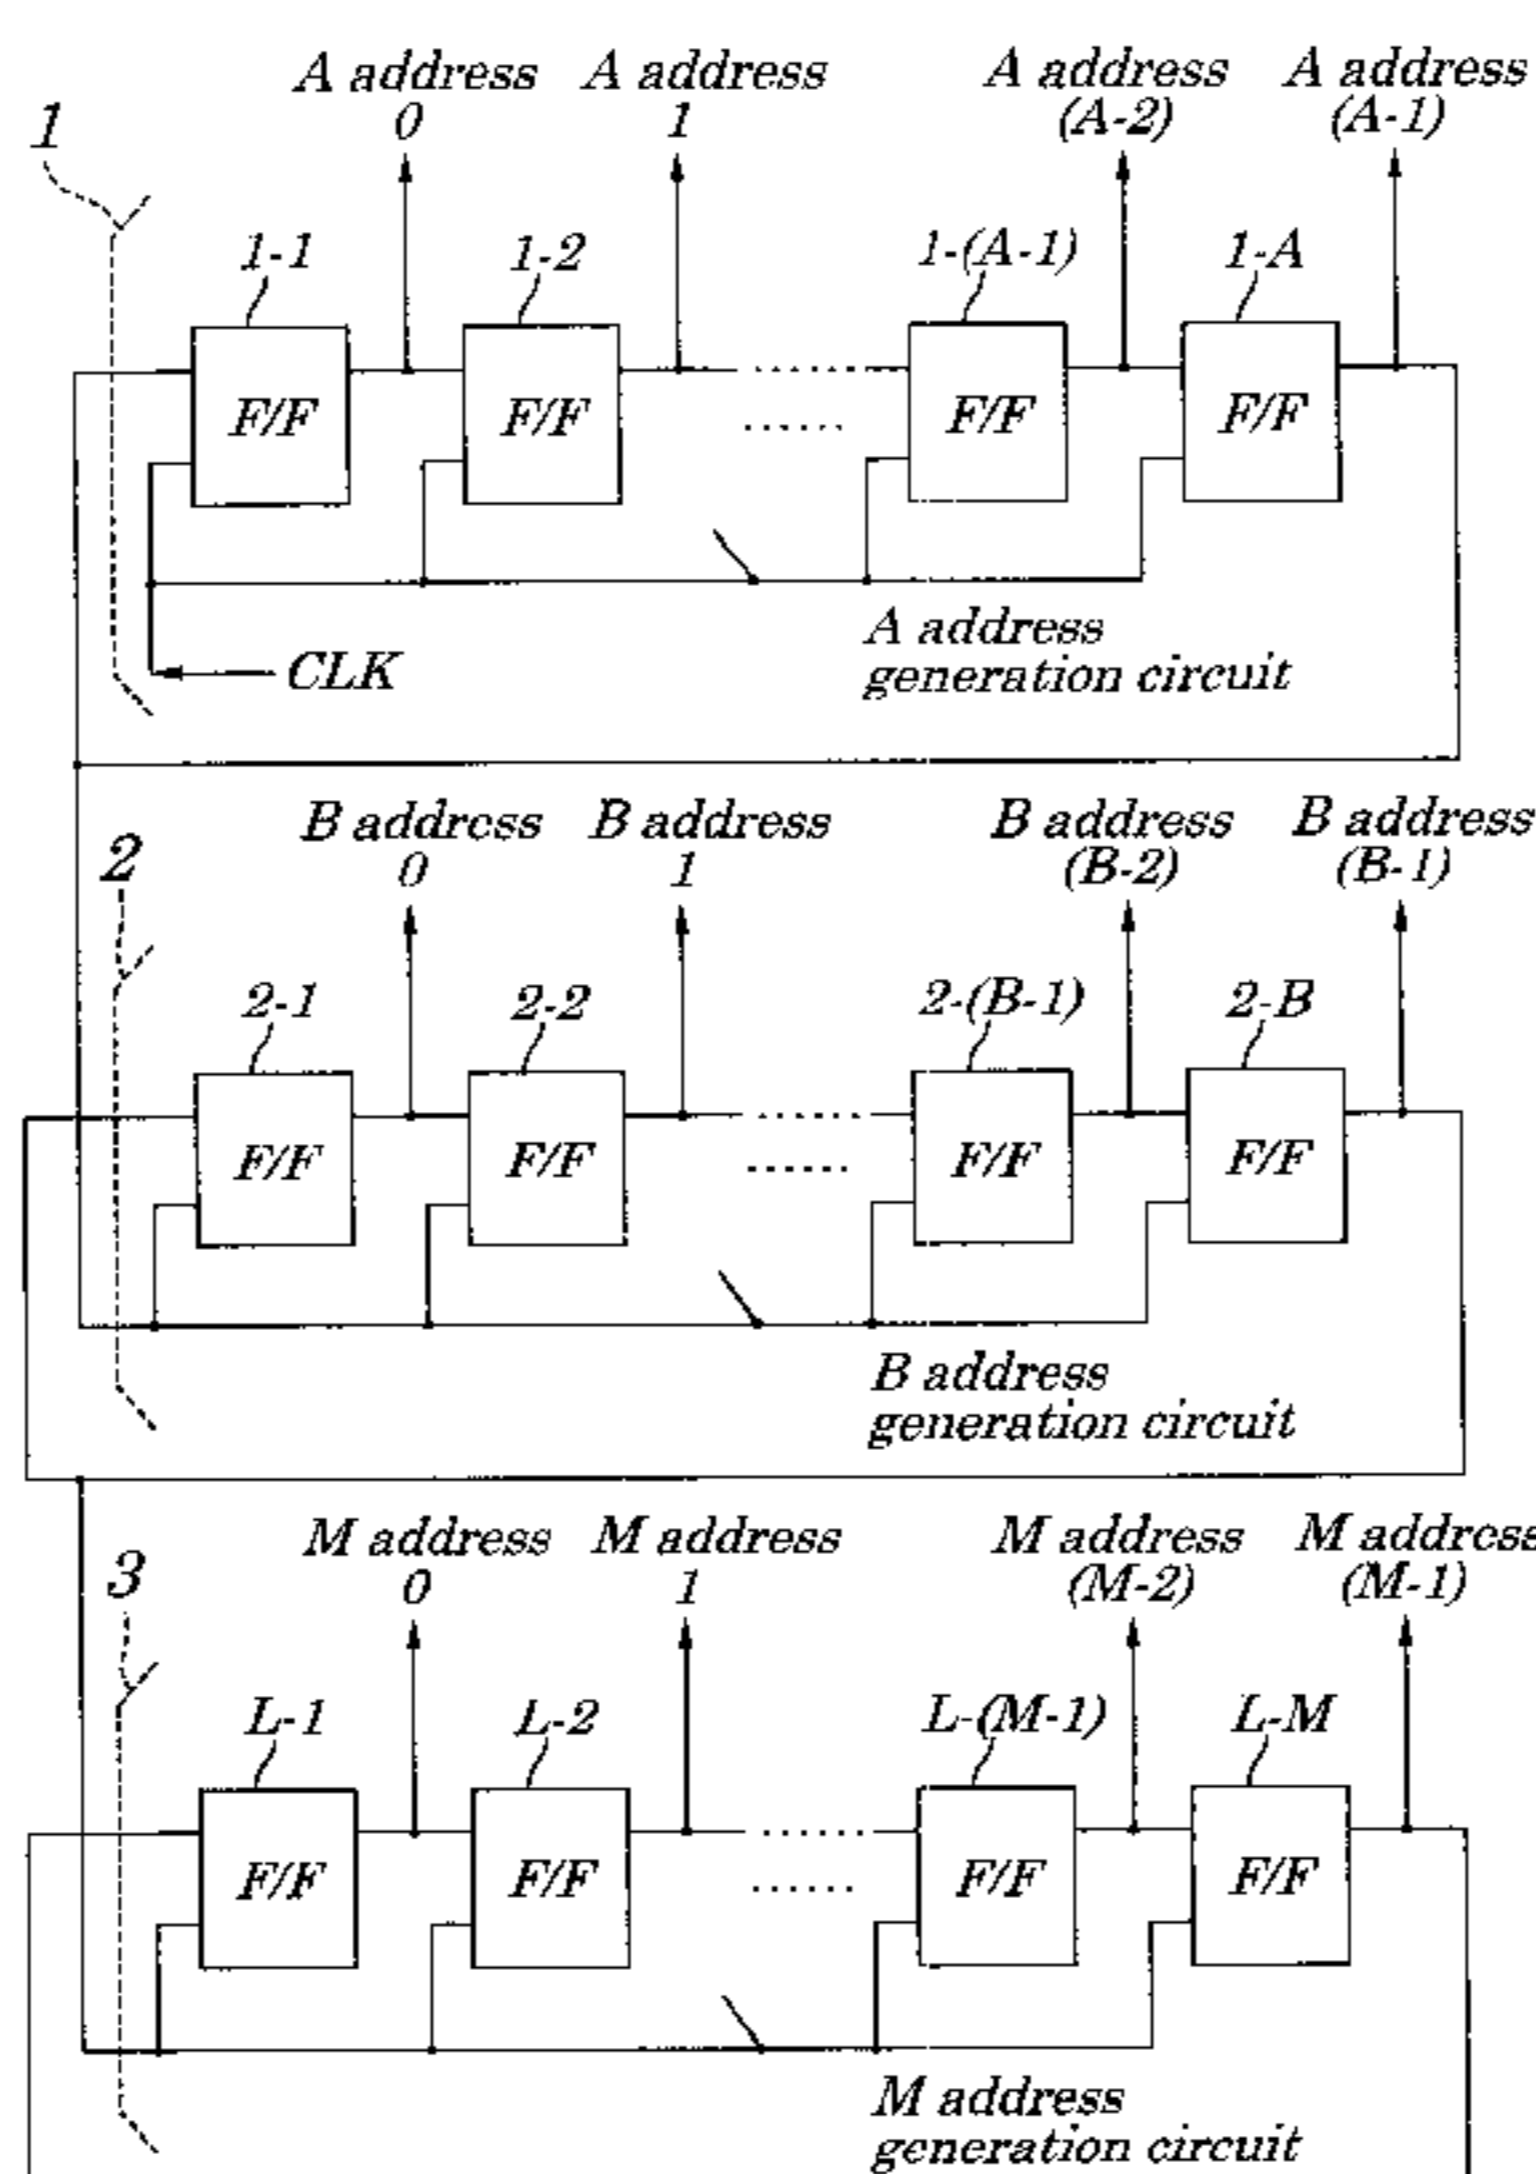 A address A address A address A address
0 1 (A-2) (A-1)
1
1-1 1-2 1-(A-1) 1-A
F/F F/F ...... F/F F/F
A address
generation circuit
CLK
B address B address B address B address
0 1 (B-2) (B-1)
2
2-1 2-2 2-(B-1) 2-B
F/F F/F ...... F/F F/F
B address
generation circuit
M address M address M address M address
0 1 (M-2) (M-1)
3
L-1 L-2 L-(M-1) L-M
F/F F/F ...... F/F F/F
M address
generation circuit